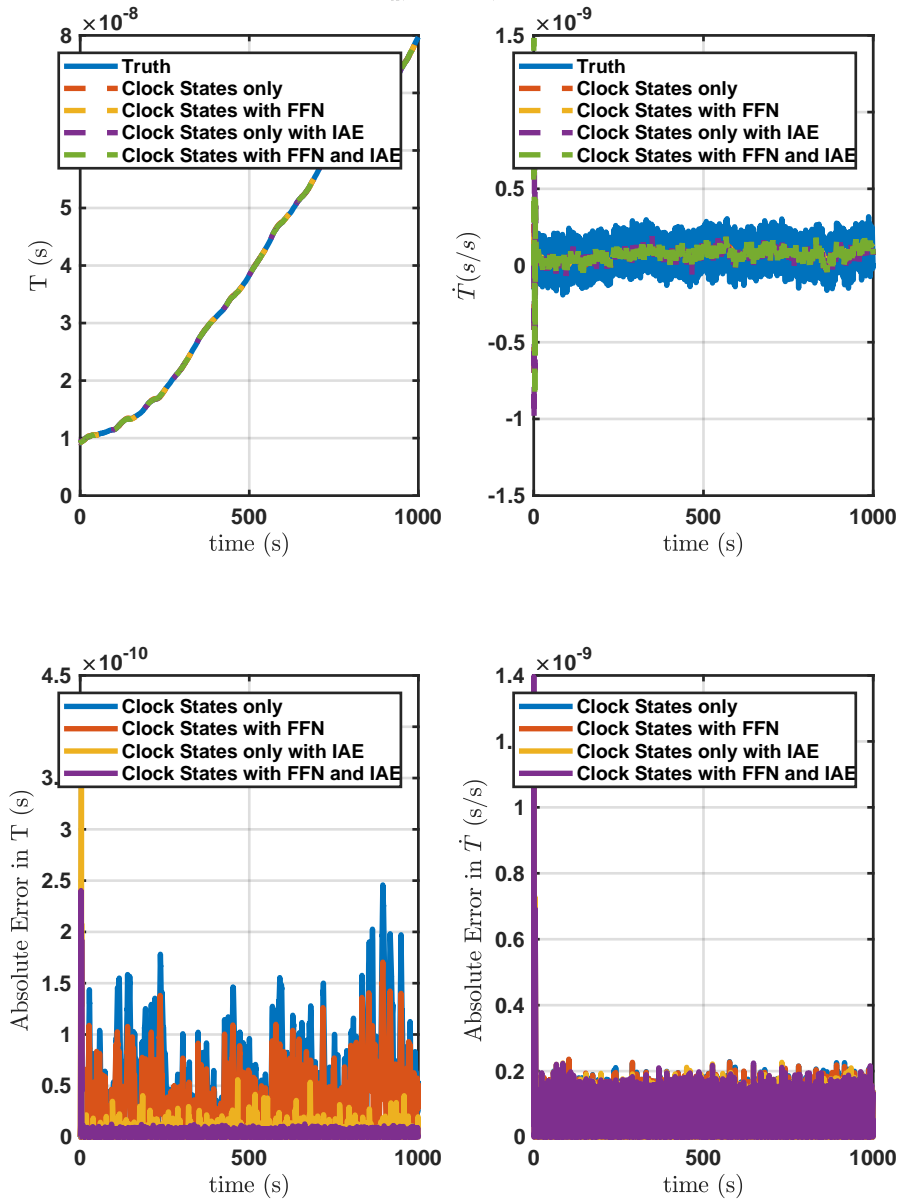 ×10-8
8
Truth
Clock States only
Clock States with FFN
Clock States only with IAE
Clock States with FFN and IAE
5
4
3
2
1
0
0
500
1000
T (s)
time (s)
×10-9
1.5
Truth
Clock States only
Clock States with FFN
Clock States only with IAE
Clock States with FFN and IAE
0.5
0
-0.5
-1
-1.5
0
500
1000
Ṫ(s/s)
time (s)
×10-10
4.5
Clock States only
Clock States with FFN
Clock States only with IAE
Clock States with FFN and IAE
3
2.5
2
1.5
1
0.5
0
0
500
1000
Absolute Error in T (s)
time (s)
×10-9
1.4
Clock States only
Clock States with FFN
Clock States only with IAE
Clock States with FFN and IAE
1
0.8
0.6
0.4
0.2
0
0
500
1000
Absolute Error in Ṫ (s/s)
time (s)